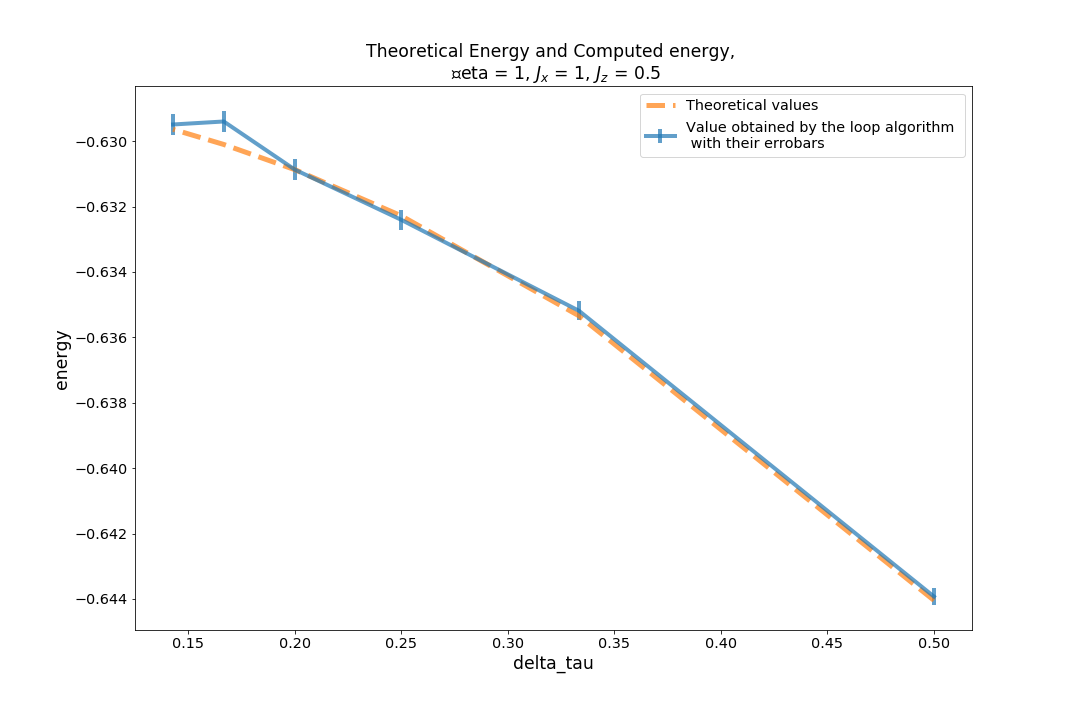 Theoretical Energy and Computed energy,
eta = 1, J_x = 1, J_z = 0.5
Theoretical values
Value obtained by the loop algorithm
with their errobars
energy
−0.630
−0.632
−0.634
−0.636
−0.638
−0.640
−0.642
−0.644
0.15
0.20
0.25
0.30
0.35
0.40
0.45
0.50
delta_tau